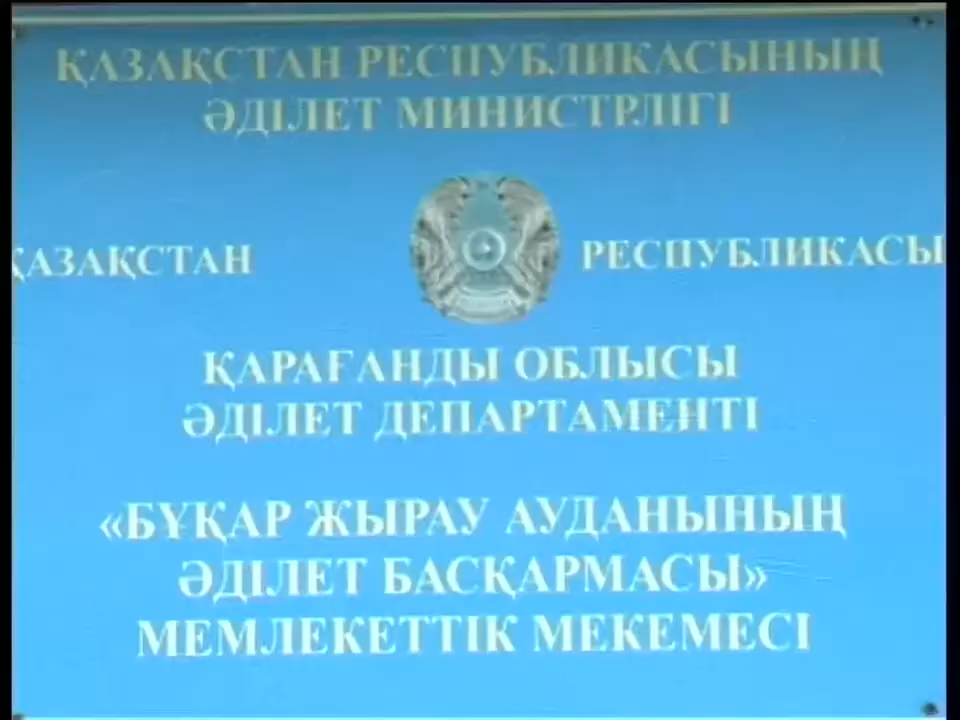 ҚАЗАҚСТАН РЕСПУБЛИКАСЫНЫҢ
ӘДІЛЕТ МИНИСТРЛІГІ
ҚАЗАҚСТАН РЕСПУБЛИКАСЫ
ҚАРАҒАНДЫ ОБЛЫСЫ
ӘДІЛЕТ ДЕПАРТАМЕНТІ
«БҰҚАР ЖЫРАУ АУДАНЫНЫҢ
ӘДІЛЕТ БАСҚАРМАСЫ»
МЕМЛЕКЕТТІК МЕКЕМЕСІ